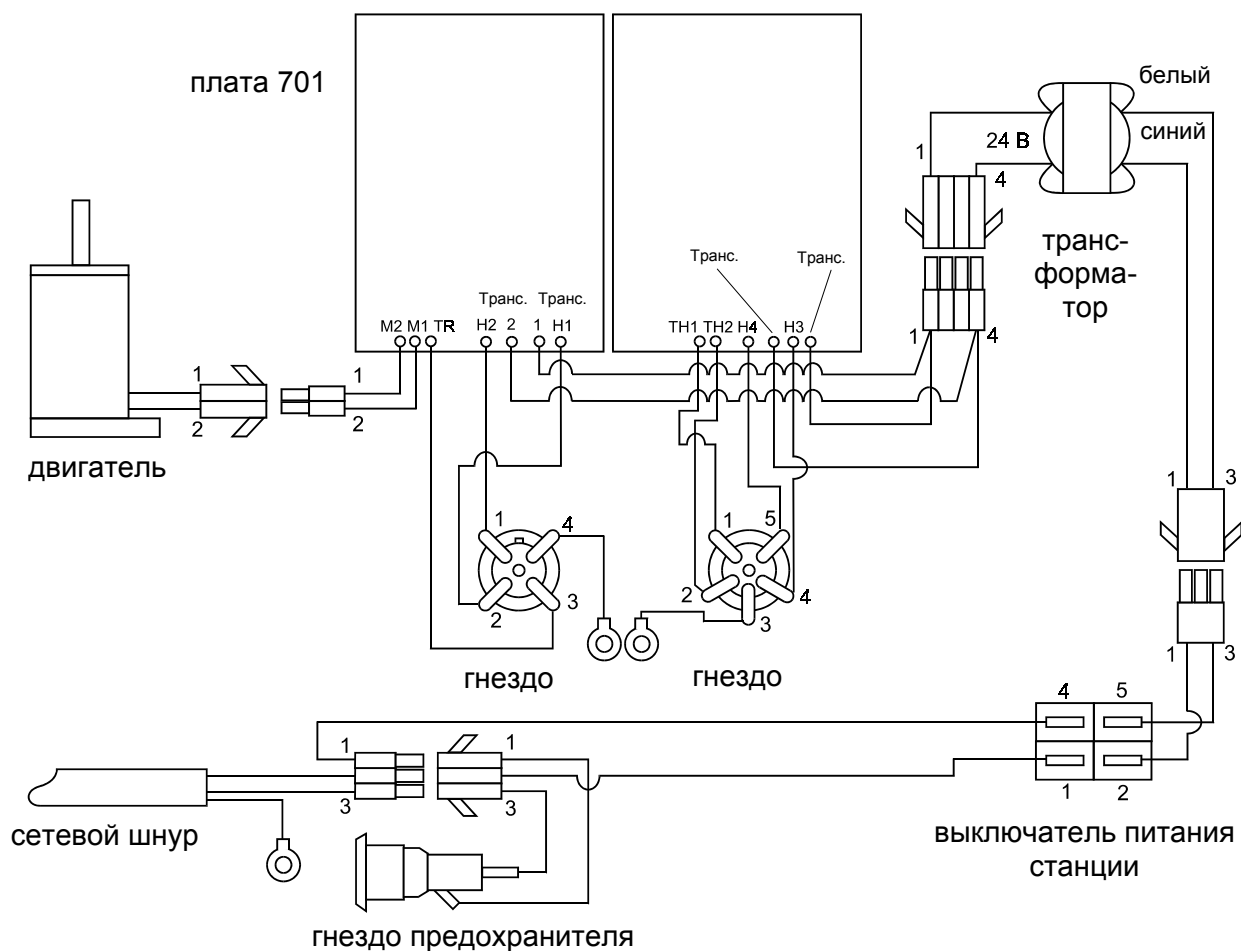 белый
плата 701
синий
24 В
1
4
транс-
форма-
тор
Транс.
Транс.
Транс.
Транс.
M2 M1 TR H2 2 1 H1
TH1 TH2 H4 H3
1
4
1
2
1
2
двигатель
1
3
1
4
2
3
1
5
2
4
3
гнездо
гнездо
1
3
4
5
1
2
1
3
1
3
сетевой шнур
выключатель питания
станции
гнездо предохранителя